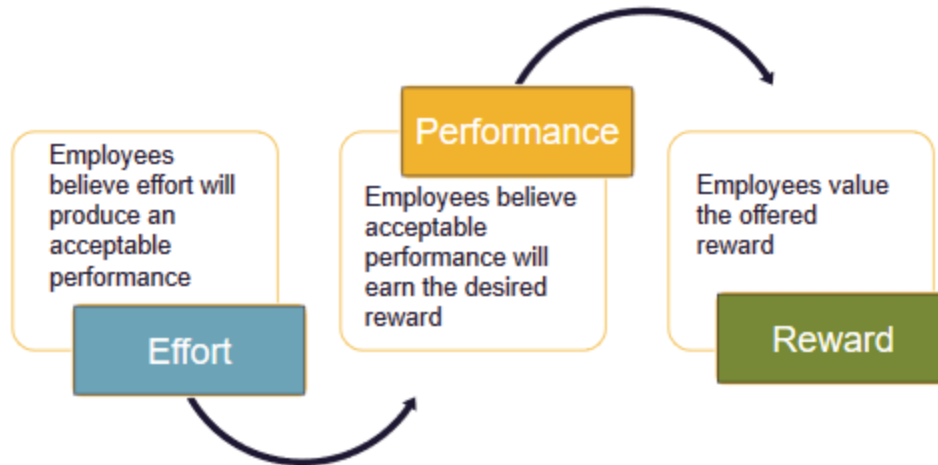 Employees
believe effort will
produce an
acceptable
performance
Effort
Performance
Employees believe
acceptable
performance will
earn the desired
reward
Employees value
the offered
reward
Reward